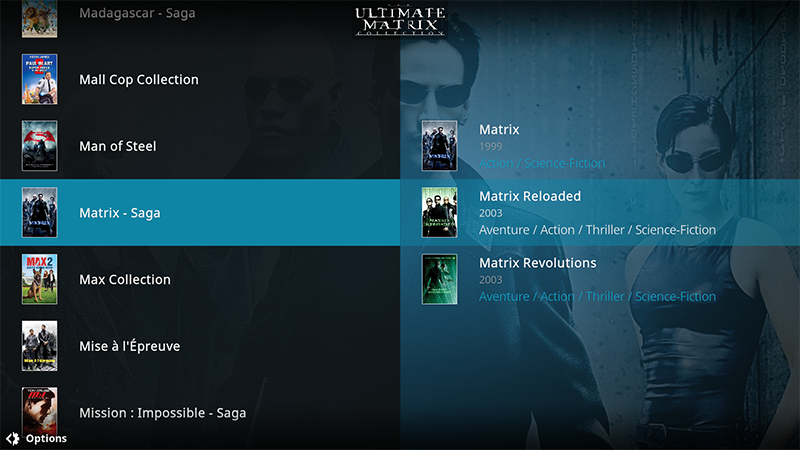 Madagascar - Saga
Mall Cop Collection
Man of Steel
Matrix - Saga
Max Collection
Mise à l'Épreuve
Mission : Impossible - Saga
Options
ULTIMATE
MATRIX
COLLECTION
Matrix
1999
Action / Science-Fiction
Matrix Reloaded
2003
Aventure / Action / Thriller / Science-Fiction
Matrix Revolutions
2003
Aventure / Action / Thriller / Science-Fiction
MAX2